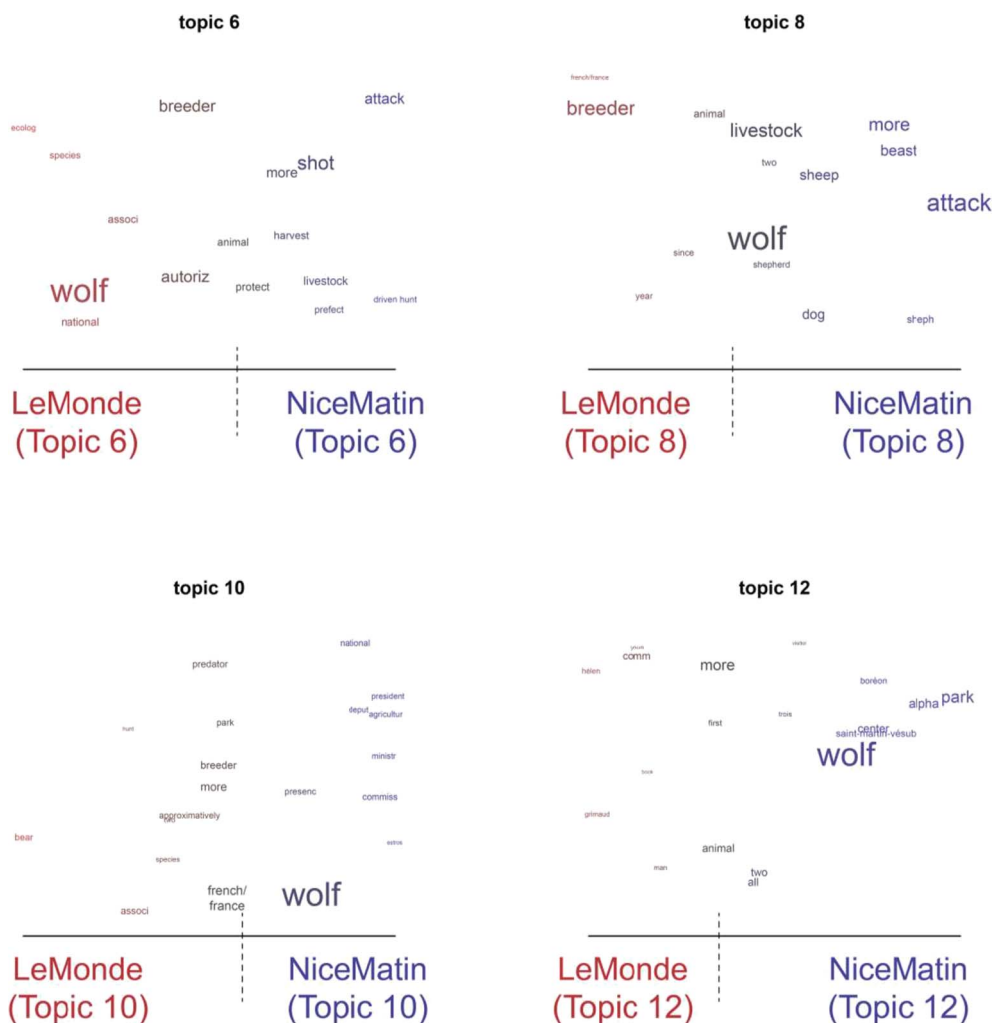 topic 6
breeder
attack
ecolog
species
shot
more
associ
harvest
animal
autoriz
livestock
wolf
protect
driven hunt
prefect
national
LeMonde
(Topic 6)
NiceMatin
(Topic 6)
topic 8
french/france
breeder
animal
livestock
more
two
beast
sheep
attack
wolf
since
shepherd
year
dog
LeMonde
(Topic 8)
NiceMatin
(Topic 8)
topic 10
national
predator
president
agricultur
park
hunt
ministr
breeder
more
presenc
commiss
approximatively
bear
species
french/
france
wolf
associ
LeMonde
(Topic 10)
NiceMatin
(Topic 10)
topic 12
comm
more
hélen
boréon
park
alpha
trois
first
center
saint-martin-vésub
wolf
grimaud
animal
man
two
all
LeMonde
(Topic 12)
NiceMatin
(Topic 12)